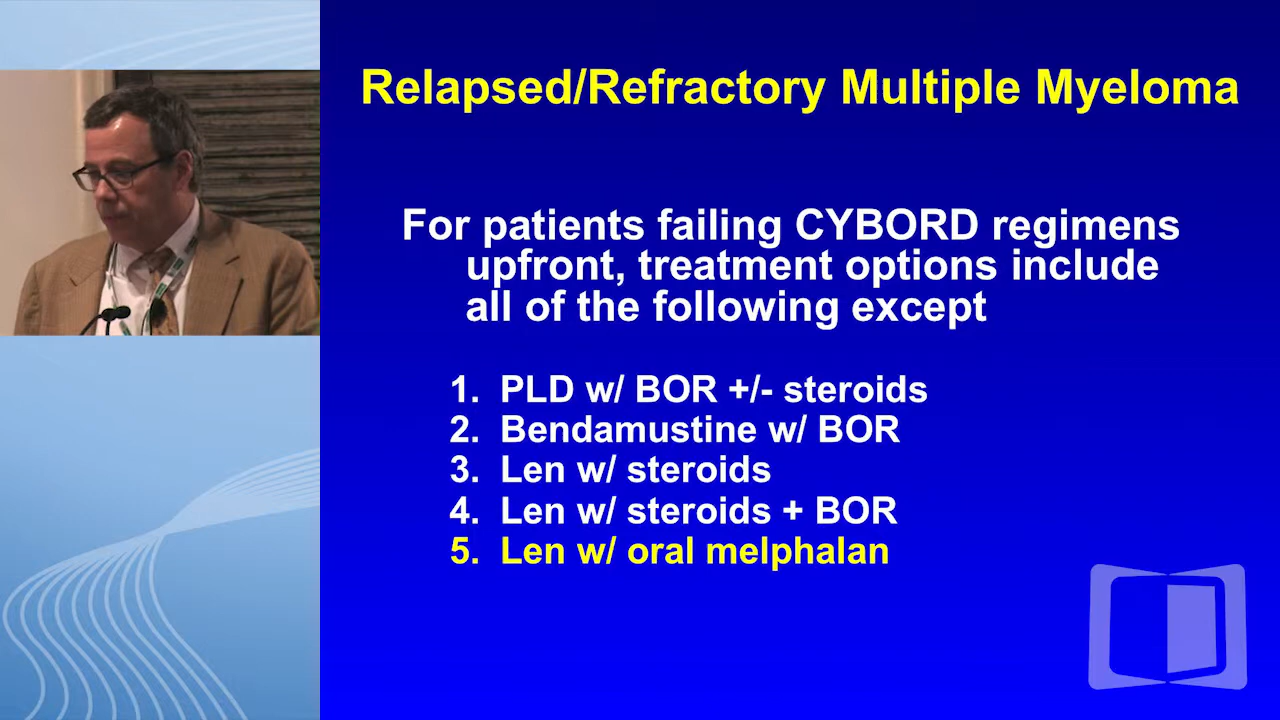 Relapsed/Refractory Multiple Myeloma
For patients failing CYBORD regimens
upfront, treatment options include
all of the following except
1. PLD w/ BOR +/- steroids
2. Bendamustine w/ BOR
3. Len w/ steroids
4. Len w/ steroids + BOR
5. Len w/ oral melphalan